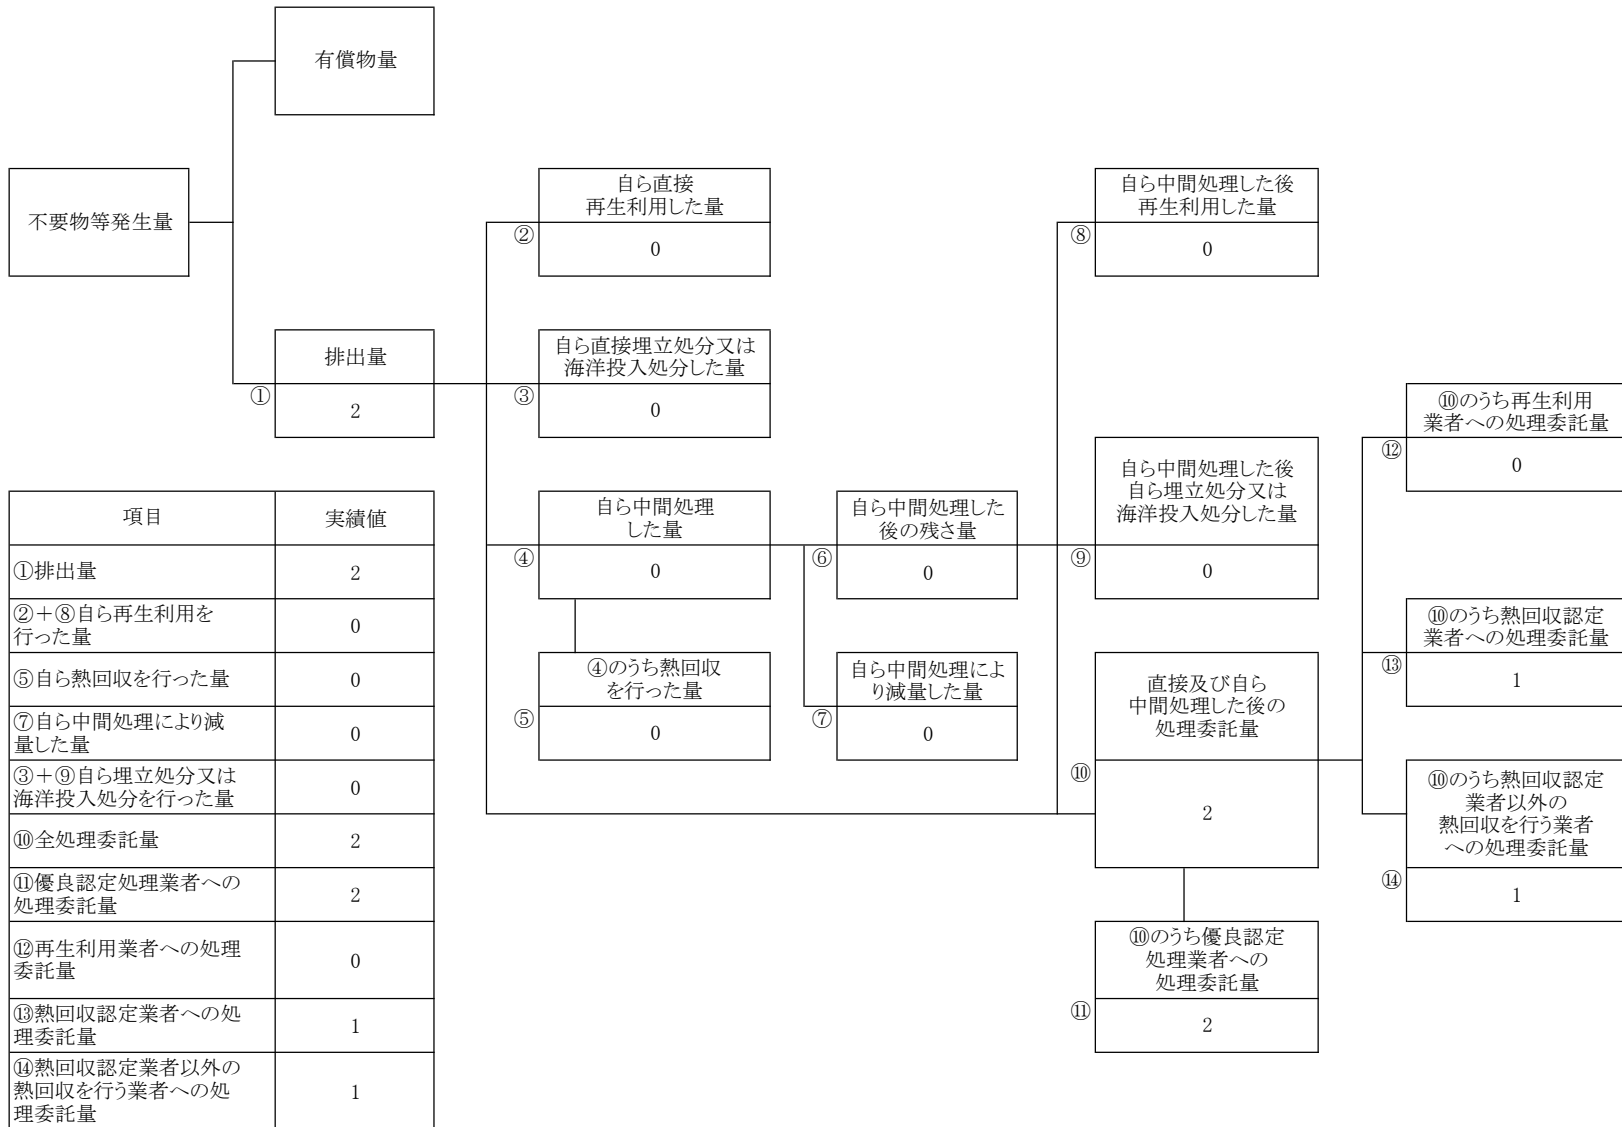 有償物量
不要物等発生量
自ら直接
再生利用した量
②
0
自ら中間処理した後
再生利用した量
⑧
0
排出量
①
2
自ら直接埋立処分又は
海洋投入処分した量
③
0
⑩のうち再生利用
業者への処理委託量
⑫
0
自ら中間処理
した量
④
0
自ら中間処理した
後の残さ量
⑥
0
自ら中間処理した後
自ら埋立処分又は
海洋投入処分した量
⑨
0
⑩のうち熱回収認定
業者への処理委託量
⑬
1
④のうち熱回収
を行った量
⑤
0
自ら中間処理によ
り減量した量
⑦
0
直接及び自ら
中間処理した後の
処理委託量
⑩
2
⑩のうち熱回収認定
業者以外の
熱回収を行う業者
への処理委託量
⑭
1
⑩のうち優良認定
処理業者への
処理委託量
⑪
2
項目 実績値
①排出量 2
②+⑧自ら再生利用を
行った量 0
⑤自ら熱回収を行った量 0
⑦自ら中間処理により減
量した量 0
③+⑨自ら埋立処分又は
海洋投入処分を行った量 0
⑩全処理委託量 2
⑪優良認定処理業者への
処理委託量 2
⑫再生利用業者への処理
委託量 0
⑬熱回収認定業者への処
理委託量 1
⑭熱回収認定業者以外の
熱回収を行う業者への処
理委託量 1